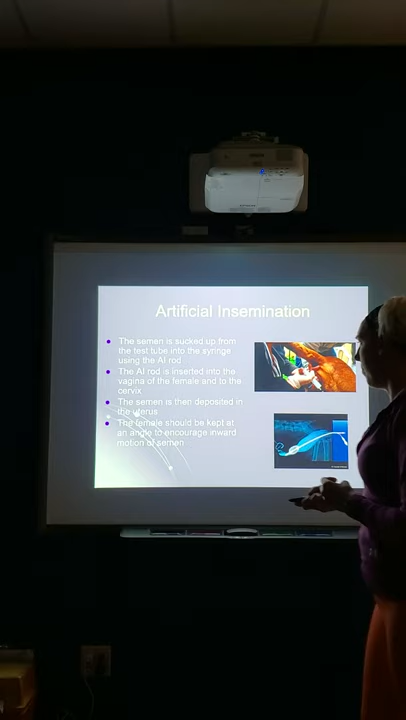 Artificial Insemination
The semen is sucked up from
the test tube into the syringe
using the AI rod
The AI rod is inserted into the
vagina of the female and to the
cervix
The semen is then deposited in
the uterus
The female should be kept at
an angle to encourage inward
motion of semen